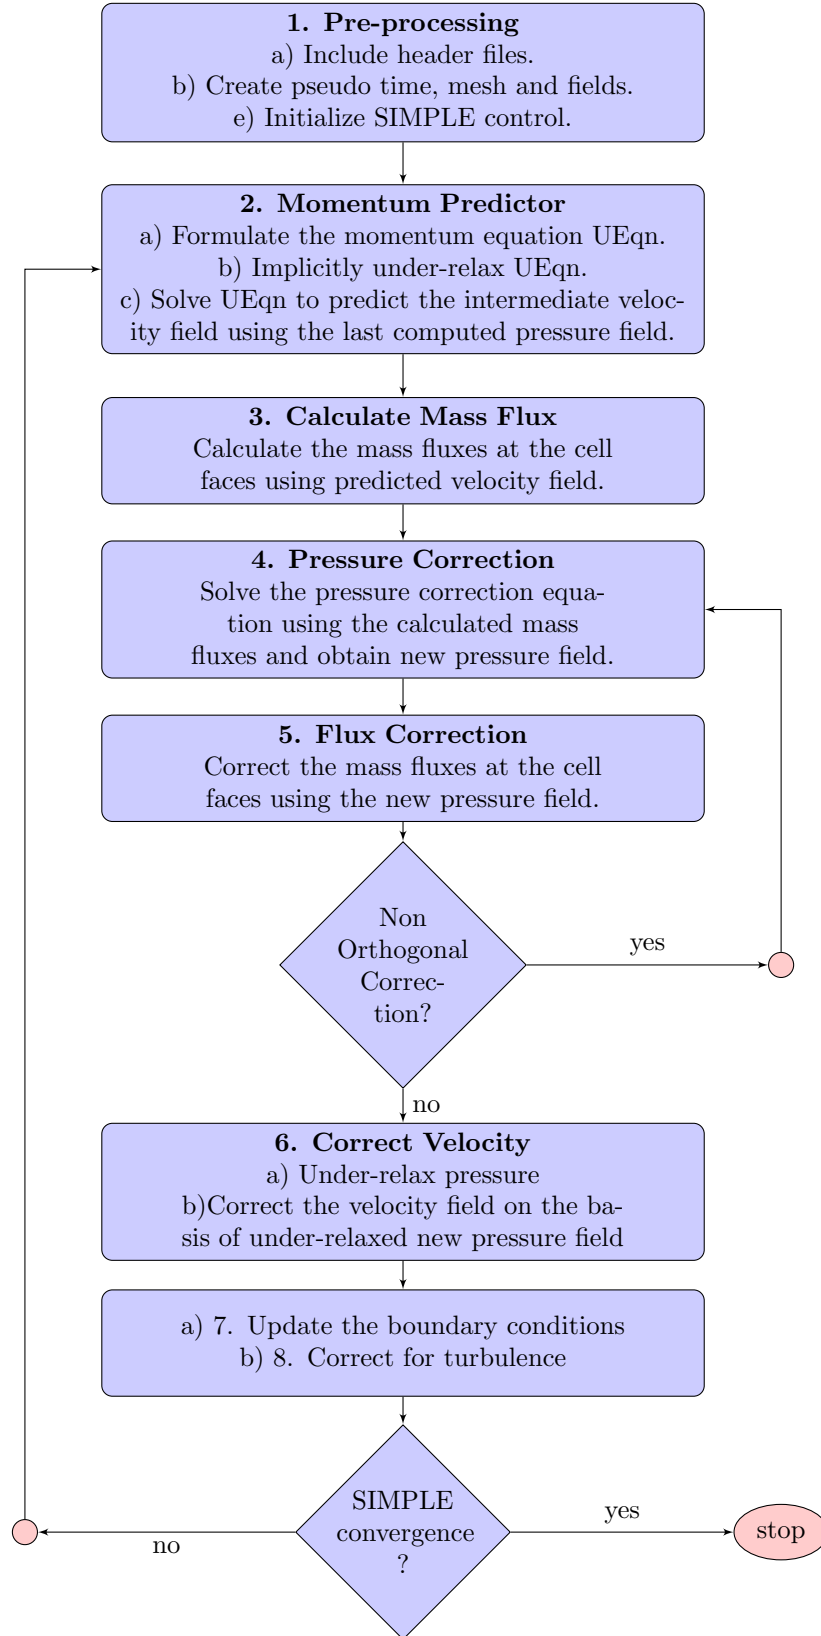 1. Pre-processing
a) Include header files.
b) Create pseudo time, mesh and fields.
e) Initialize SIMPLE control.
2. Momentum Predictor
a) Formulate the momentum equation UEqn.
b) Implicitly under-relax UEqn.
c) Solve UEqn to predict the intermediate veloc-
ity field using the last computed pressure field.
3. Calculate Mass Flux
Calculate the mass fluxes at the cell
faces using predicted velocity field.
4. Pressure Correction
Solve the pressure correction equa-
tion using the calculated mass
fluxes and obtain new pressure field.
5. Flux Correction
Correct the mass fluxes at the cell
faces using the new pressure field.
Non
Orthogonal
Correc-
tion?
yes
no
6. Correct Velocity
a) Under-relax pressure
b)Correct the velocity field on the ba-
sis of under-relaxed new pressure field
a) 7. Update the boundary conditions
b) 8. Correct for turbulence
SIMPLE
convergence
?
yes
stop
no